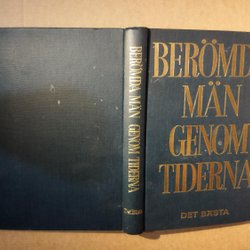 BERÖMDA MÄN GENOM TIDERNA
BERÖMDA
MÄN
GENOM
TIDERNA
DET BÄSTA